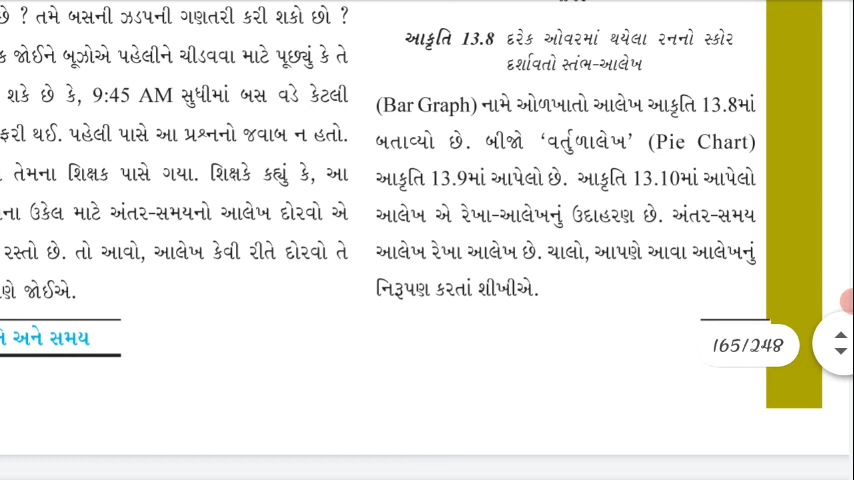 છે ? તમે બસની ઝડપની ગણતરી કરી શકો છો ?
જોઈને બૂઝોએ પહેલીને ચીડવવા માટે પૂછ્યું કે તે
શકે છે કે, 9:45 AM સુધીમાં બસ વડે કેટલી
ફરી થઈ. પહેલી પાસે આ પ્રશ્નનો જવાબ ન હતો.
તેમના શિક્ષક પાસે ગયા. શિક્ષકે કહ્યું કે, આ
ના ઉકેલ માટે અંતર-સમયનો આલેખ દોરવો એ
રસ્તો છે. તો આવો, આલેખ કેવી રીતે દોરવો તે
ણે જોઈએ.
અને સમય
આકૃતિ 13.8 દરેક ઓવરમાં થયેલા રનનો સ્કોર
દર્શાવતો સ્તંભ-આલેખ
(Bar Graph) નામે ઓળખાતો આલેખ આકૃતિ 13.8માં
બતાવ્યો છે. બીજો ‘વર્તુળાલેખ’ (Pie Chart)
આકૃતિ 13.9માં આપેલો છે. આકૃતિ 13.10માં આપેલો
આલેખ એ રેખા-આલેખનું ઉદાહરણ છે. અંતર-સમય
આલેખ રેખા આલેખ છે. ચાલો, આપણે આવા આલેખનું
નિરૂપણ કરતાં શીખીએ.
165/248